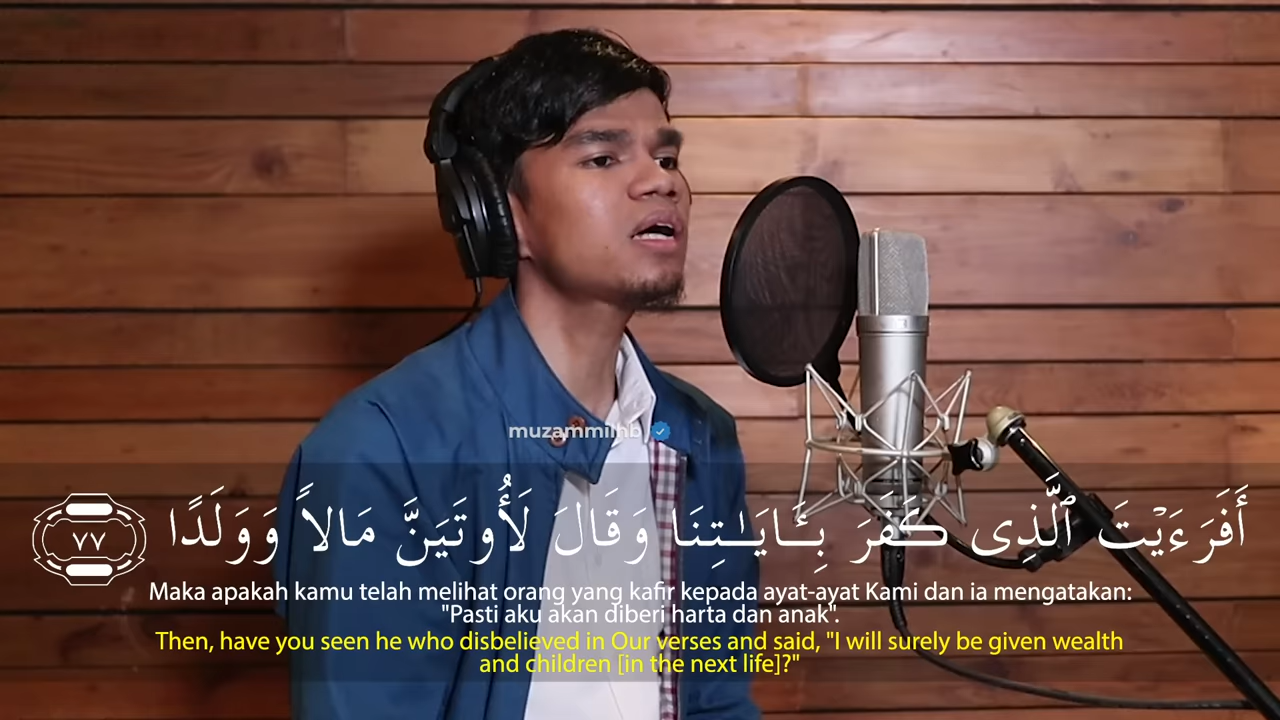 muzammilhb
أَفَرَءَيْتَ ٱلَّذِى كَفَرَ بِـَٔايَـٰتِنَا وَقَالَ لَأُوتَيَنَّ مَالاً وَوَلَدًا ٧٧
Maka apakah kamu telah melihat orang yang kafir kepada ayat-ayat Kami dan ia mengatakan:
"Pasti aku akan diberi harta dan anak".
Then, have you seen he who disbelieved in Our verses and said, "I will surely be given wealth
and children [in the next life]?"